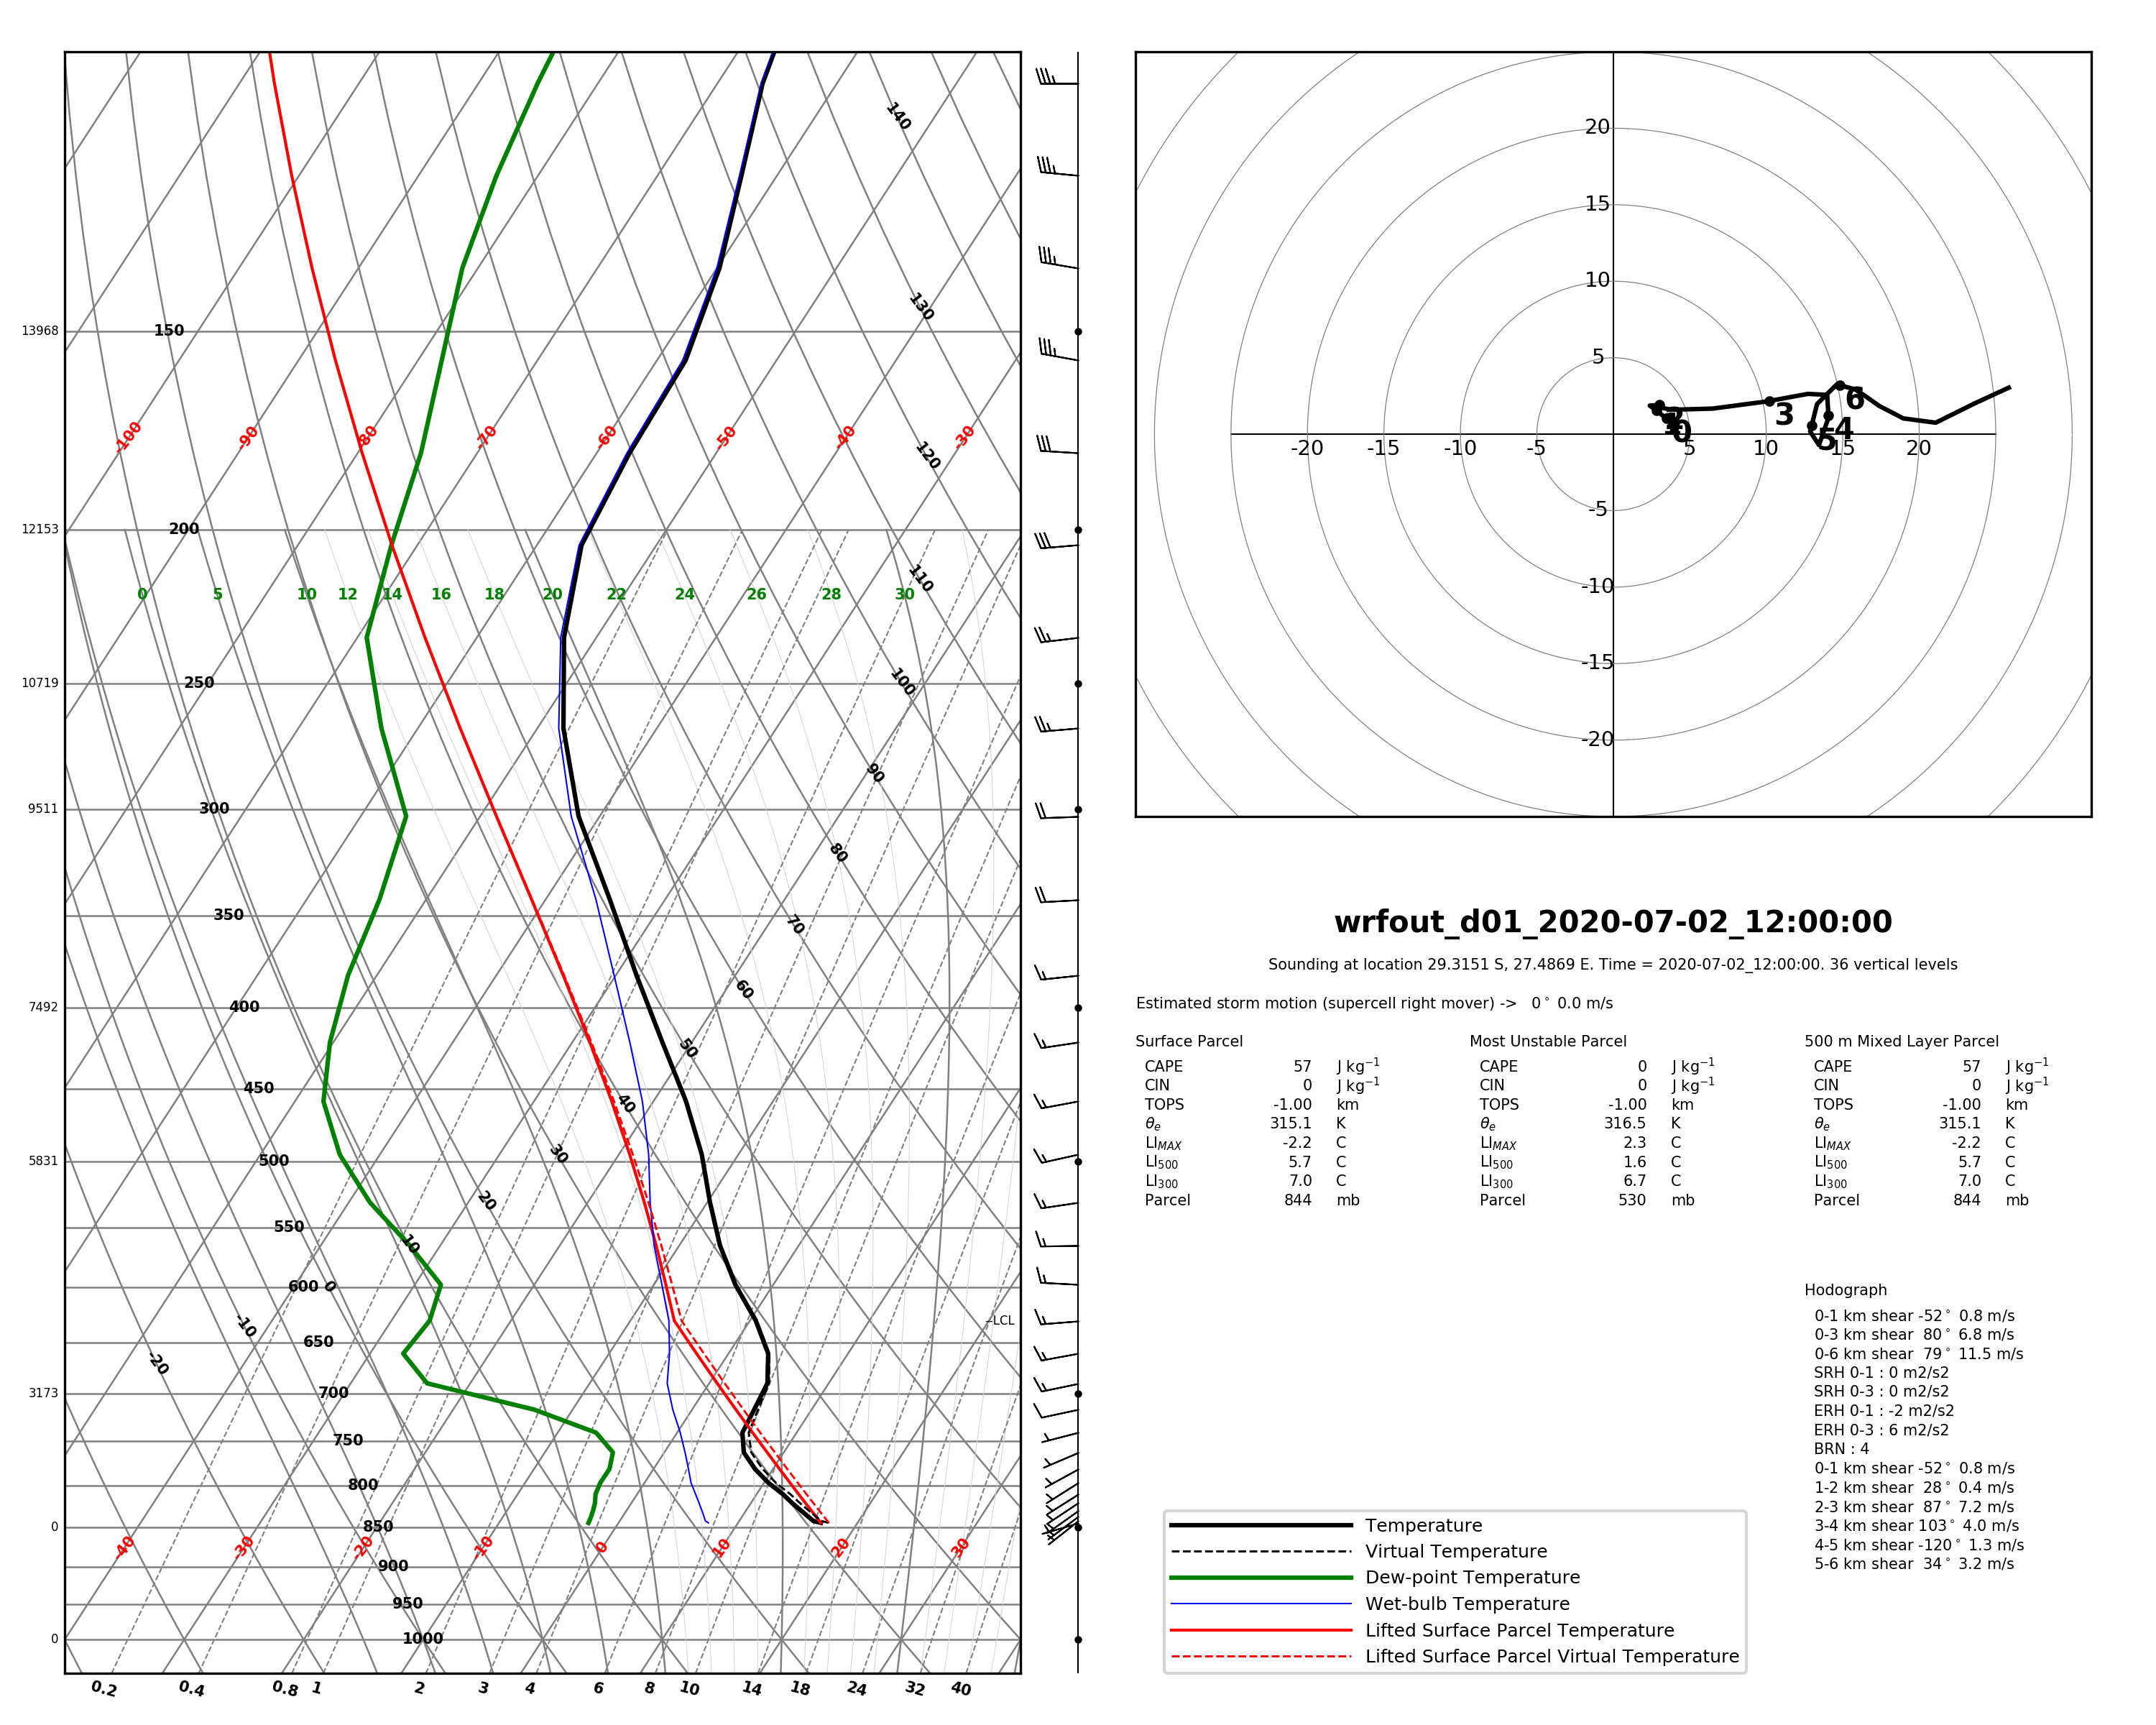 140
130
120
110
100
90
80
70
60
50
40
30
20
10
0
-10
-20
-100 -90 -80 -70 -60 -50 -40 -30
-40 -30 -20 -10 0 10 20 30
0 5 10 12 14 16 18 20 22 24 26 28 30
13968 150
12153 200
10719 250
9511 300
350
7492 400
450
5831 500
550
600
650
3173 700
750
800
0 850
900
950
0 1000
LCL
0.2 0.4 0.8 1 2 3 4 6 8 10 14 18 24 32 40
20
15
10
5
-5
-10
-15
-20
-20 -15 -10 -5 5 10 15 20
0 3 4 5 6
wrfout_d01_2020-07-02_12:00:00
Sounding at location 29.3151 S, 27.4869 E. Time = 2020-07-02_12:00:00. 36 vertical levels
Estimated storm motion (supercell right mover) -> 0° 0.0 m/s
Surface Parcel
CAPE 57 J kg⁻¹
CIN 0 J kg⁻¹
TOPS -1.00 km
θe 315.1 K
LIMAX -2.2 C
LI500 5.7 C
LI300 7.0 C
Parcel 844 mb
Most Unstable Parcel
CAPE 0 J kg⁻¹
CIN 0 J kg⁻¹
TOPS -1.00 km
θe 316.5 K
LIMAX 2.3 C
LI500 1.6 C
LI300 6.7 C
Parcel 530 mb
500 m Mixed Layer Parcel
CAPE 57 J kg⁻¹
CIN 0 J kg⁻¹
TOPS -1.00 km
θe 315.1 K
LIMAX -2.2 C
LI500 5.7 C
LI300 7.0 C
Parcel 844 mb
Hodograph
0-1 km shear -52° 0.8 m/s
0-3 km shear 80° 6.8 m/s
0-6 km shear 79° 11.5 m/s
SRH 0-1 : 0 m2/s2
SRH 0-3 : 0 m2/s2
ERH 0-1 : -2 m2/s2
ERH 0-3 : 6 m2/s2
BRN : 4
0-1 km shear -52° 0.8 m/s
1-2 km shear 28° 0.4 m/s
2-3 km shear 87° 7.2 m/s
3-4 km shear 103° 4.0 m/s
4-5 km shear -120° 1.3 m/s
5-6 km shear 34° 3.2 m/s
Temperature
Virtual Temperature
Dew-point Temperature
Wet-bulb Temperature
Lifted Surface Parcel Temperature
Lifted Surface Parcel Virtual Temperature